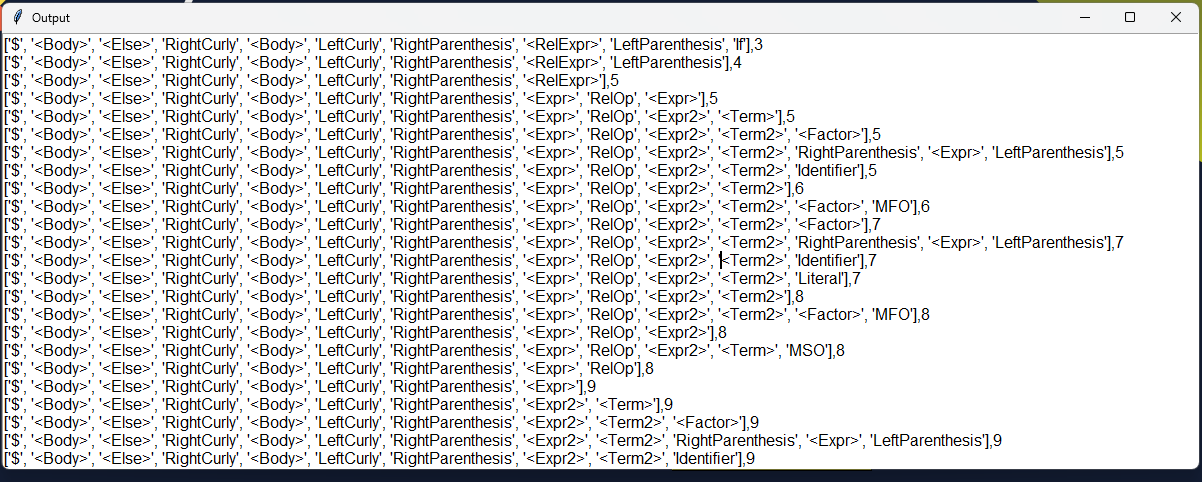 Output
['$', '<Body>', '<Else>', 'RightCurly', '<Body>', 'LeftCurly', 'RightParenthesis', '<RelExpr>', 'LeftParenthesis', 'If'],3
['$', '<Body>', '<Else>', 'RightCurly', '<Body>', 'LeftCurly', 'RightParenthesis', '<RelExpr>', 'LeftParenthesis'],4
['$', '<Body>', '<Else>', 'RightCurly', '<Body>', 'LeftCurly', 'RightParenthesis', '<RelExpr>'],5
['$', '<Body>', '<Else>', 'RightCurly', '<Body>', 'LeftCurly', 'RightParenthesis', '<Expr>', 'RelOp', '<Expr>'],5
['$', '<Body>', '<Else>', 'RightCurly', '<Body>', 'LeftCurly', 'RightParenthesis', '<Expr>', 'RelOp', '<Expr2>', '<Term>'],5
['$', '<Body>', '<Else>', 'RightCurly', '<Body>', 'LeftCurly', 'RightParenthesis', '<Expr>', 'RelOp', '<Expr2>', '<Term2>', '<Factor>'],5
['$', '<Body>', '<Else>', 'RightCurly', '<Body>', 'LeftCurly', 'RightParenthesis', '<Expr>', 'RelOp', '<Expr2>', '<Term2>', 'RightParenthesis', '<Expr>', 'LeftParenthesis'],5
['$', '<Body>', '<Else>', 'RightCurly', '<Body>', 'LeftCurly', 'RightParenthesis', '<Expr>', 'RelOp', '<Expr2>', '<Term2>', 'Identifier'],5
['$', '<Body>', '<Else>', 'RightCurly', '<Body>', 'LeftCurly', 'RightParenthesis', '<Expr>', 'RelOp', '<Expr2>', '<Term2>'],6
['$', '<Body>', '<Else>', 'RightCurly', '<Body>', 'LeftCurly', 'RightParenthesis', '<Expr>', 'RelOp', '<Expr2>', '<Term2>', '<Factor>', 'MFO'],6
['$', '<Body>', '<Else>', 'RightCurly', '<Body>', 'LeftCurly', 'RightParenthesis', '<Expr>', 'RelOp', '<Expr2>', '<Term2>', '<Factor>'],7
['$', '<Body>', '<Else>', 'RightCurly', '<Body>', 'LeftCurly', 'RightParenthesis', '<Expr>', 'RelOp', '<Expr2>', '<Term2>', 'RightParenthesis', '<Expr>', 'LeftParenthesis'],7
['$', '<Body>', '<Else>', 'RightCurly', '<Body>', 'LeftCurly', 'RightParenthesis', '<Expr>', 'RelOp', '<Expr2>', '<Term2>', 'Identifier'],7
['$', '<Body>', '<Else>', 'RightCurly', '<Body>', 'LeftCurly', 'RightParenthesis', '<Expr>', 'RelOp', '<Expr2>', '<Term2>', 'Literal'],7
['$', '<Body>', '<Else>', 'RightCurly', '<Body>', 'LeftCurly', 'RightParenthesis', '<Expr>', 'RelOp', '<Expr2>', '<Term2>'],8
['$', '<Body>', '<Else>', 'RightCurly', '<Body>', 'LeftCurly', 'RightParenthesis', '<Expr>', 'RelOp', '<Expr2>', '<Term2>', '<Factor>', 'MFO'],8
['$', '<Body>', '<Else>', 'RightCurly', '<Body>', 'LeftCurly', 'RightParenthesis', '<Expr>', 'RelOp', '<Expr2>'],8
['$', '<Body>', '<Else>', 'RightCurly', '<Body>', 'LeftCurly', 'RightParenthesis', '<Expr>', 'RelOp', '<Expr2>', '<Term>', 'MSO'],8
['$', '<Body>', '<Else>', 'RightCurly', '<Body>', 'LeftCurly', 'RightParenthesis', '<Expr>', 'RelOp'],8
['$', '<Body>', '<Else>', 'RightCurly', '<Body>', 'LeftCurly', 'RightParenthesis', '<Expr>'],9
['$', '<Body>', '<Else>', 'RightCurly', '<Body>', 'LeftCurly', 'RightParenthesis', '<Expr2>', '<Term>'],9
['$', '<Body>', '<Else>', 'RightCurly', '<Body>', 'LeftCurly', 'RightParenthesis', '<Expr2>', '<Term2>', '<Factor>'],9
['$', '<Body>', '<Else>', 'RightCurly', '<Body>', 'LeftCurly', 'RightParenthesis', '<Expr2>', '<Term2>', 'RightParenthesis', '<Expr>', 'LeftParenthesis'],9
['$', '<Body>', '<Else>', 'RightCurly', '<Body>', 'LeftCurly', 'RightParenthesis', '<Expr2>', '<Term2>', 'Identifier'],9